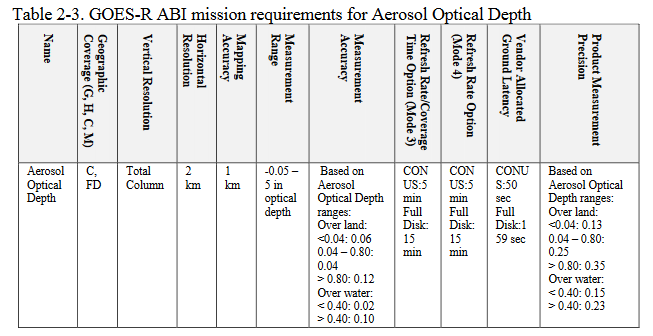 Table 2-3. GOES-R ABI mission requirements for Aerosol Optical Depth
Name
Geographic
Coverage (G, H, C, M)
Vertical Resolution
Horizontal
Resolution
Mapping
Accuracy
Measurement
Range
Measurement
Accuracy
Refresh Rate/Coverage
Time Option (Mode 3)
Refresh Rate Option
(Mode 4)
Vendor Allocated
Ground Latency
Product Measurement
Precision
Aerosol
Optical
Depth
C,
FD
Total
Column
2
km
1
km
-0.05 –
5 in
optical
depth
Based on
Aerosol
Optical Depth
ranges:
Over land:
<0.04: 0.06
0.04 – 0.80:
0.04
> 0.80: 0.12
Over water:
< 0.40: 0.02
> 0.40: 0.10
CON
US:5
min
Full
Disk:
15
min
CON
US:5
min
Full
Disk:
15
min
CONU
S:50
sec
Full
Disk:1
59 sec
Based on
Aerosol Optical
Depth ranges:
Over land:
<0.04: 0.13
0.04 – 0.80:
0.25
> 0.80: 0.35
Over water:
< 0.40: 0.15
> 0.40: 0.23